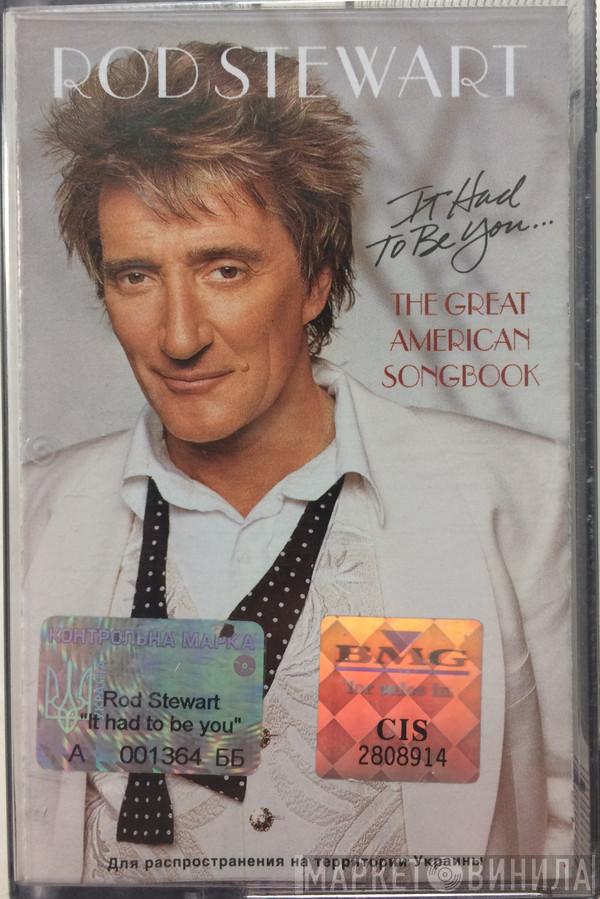 ROD STEWART
It Had
To Be You...
THE GREAT
AMERICAN
SONGBOOK
КОНТРОЛЬНА МАРКА
УКРАЇНА
Rod Stewart
"It had to be you"
А 001364 ББ
BMG
for sales in
CIS
2808914
Для распространения на территории Украины
МАРКЕТ ВИНИЛА